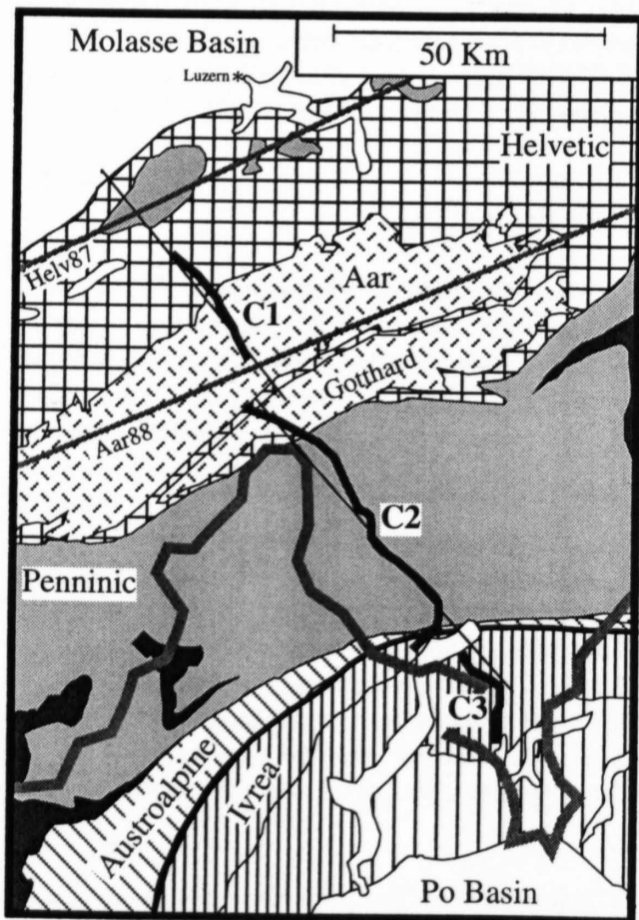 Molasse Basin
50 Km
Luzern*
Helvetic
Helv87
Aar
C1
Gotthard
Aar88
C2
Penninic
C3
Austroalpine
Ivrea
Po Basin